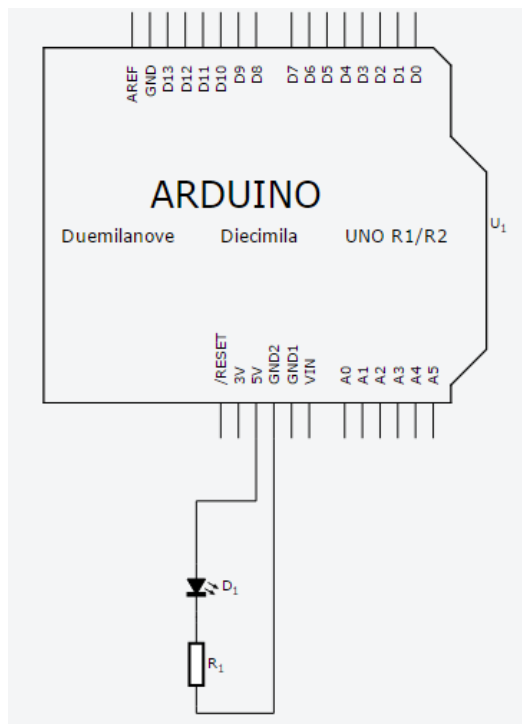 AREF GND D13 D12 D11 D10 D9 D8 D7 D6 D5 D4 D3 D2 D1 D0
ARDUINO
Duemilanove Diecimila UNO R1/R2
U1
/RESET 3V 5V GND2 GND1 VIN A0 A1 A2 A3 A4 A5
D1
R1